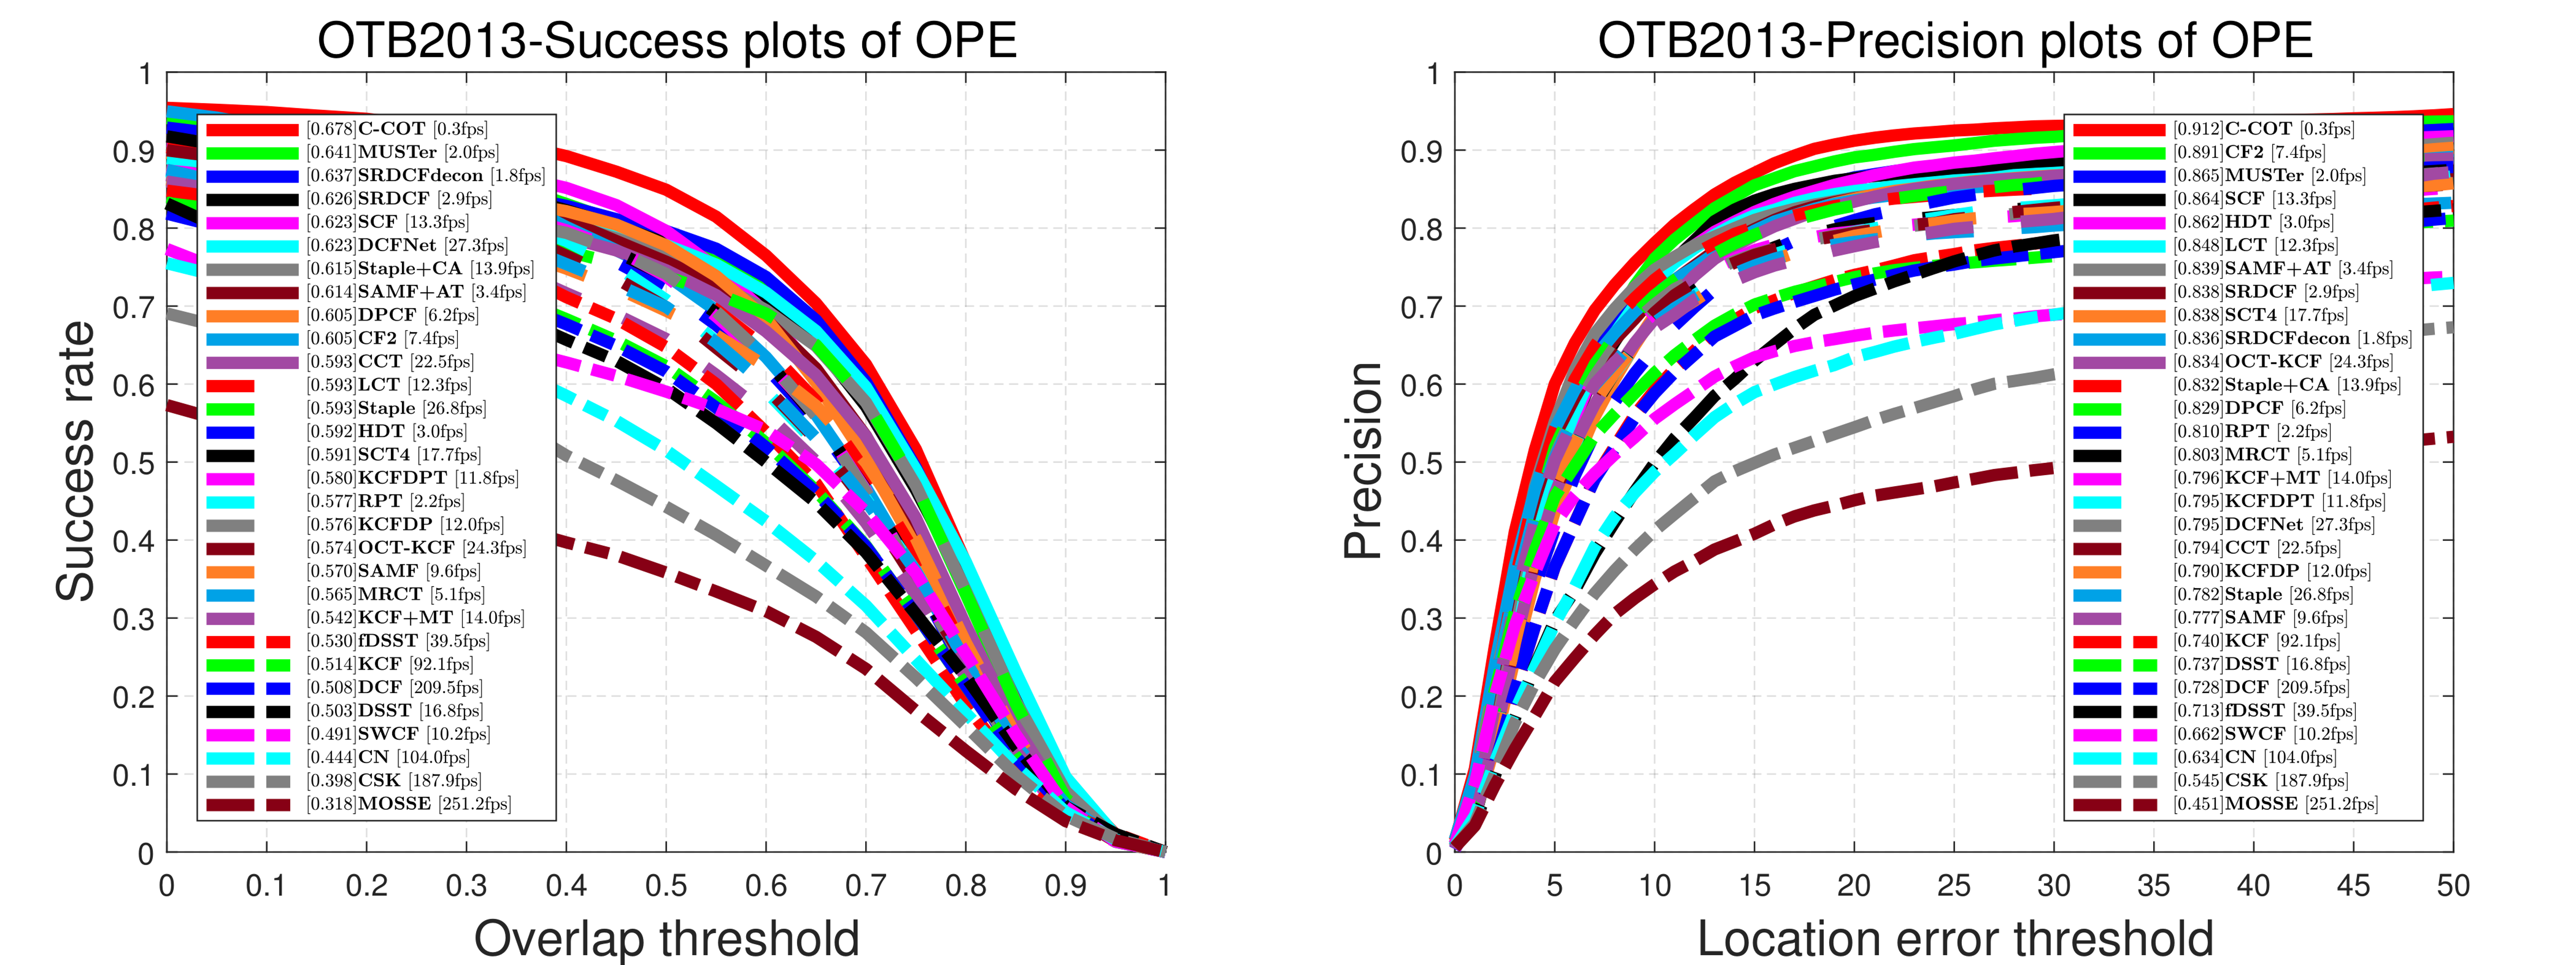 OTB2013-Success plots of OPE
Success rate
1
0.9
0.8
0.7
0.6
0.5
0.4
0.3
0.2
0.1
0
[0.678]C-COT [0.3fps]
[0.641]MUSTer [2.0fps]
[0.637]SRDCFdecon [1.8fps]
[0.626]SRDCF [2.9fps]
[0.623]SCF [13.3fps]
[0.623]DCFNet [27.3fps]
[0.615]Staple+CA [13.9fps]
[0.614]SAMF+AT [3.4fps]
[0.605]DPCF [6.2fps]
[0.605]CF2 [7.4fps]
[0.593]CCT [22.5fps]
[0.593]LCT [12.3fps]
[0.593]Staple [26.8fps]
[0.592]HDT [3.0fps]
[0.591]SCT4 [17.7fps]
[0.580]KCFDPT [11.8fps]
[0.577]RPT [2.2fps]
[0.576]KCFDP [12.0fps]
[0.574]OCT-KCF [24.3fps]
[0.570]SAMF [9.6fps]
[0.565]MRCT [5.1fps]
[0.542]KCF+MT [14.0fps]
[0.530]fDSST [39.5fps]
[0.514]KCF [92.1fps]
[0.508]DCF [209.5fps]
[0.503]DSST [16.8fps]
[0.491]SWCF [10.2fps]
[0.444]CN [104.0fps]
[0.398]CSK [187.9fps]
[0.318]MOSSE [251.2fps]
0 0.1 0.2 0.3 0.4 0.5 0.6 0.7 0.8 0.9 1
Overlap threshold
OTB2013-Precision plots of OPE
Precision
1
0.9
0.8
0.7
0.6
0.5
0.4
0.3
0.2
0.1
0
[0.912]C-COT [0.3fps]
[0.891]CF2 [7.4fps]
[0.865]MUSTer [2.0fps]
[0.864]SCF [13.3fps]
[0.862]HDT [3.0fps]
[0.848]LCT [12.3fps]
[0.839]SAMF+AT [3.4fps]
[0.838]SRDCF [2.9fps]
[0.838]SCT4 [17.7fps]
[0.836]SRDCFdecon [1.8fps]
[0.834]OCT-KCF [24.3fps]
[0.832]Staple+CA [13.9fps]
[0.829]DPCF [6.2fps]
[0.810]RPT [2.2fps]
[0.803]MRCT [5.1fps]
[0.796]KCF+MT [14.0fps]
[0.795]KCFDPT [11.8fps]
[0.795]DCFNet [27.3fps]
[0.794]CCT [22.5fps]
[0.790]KCFDP [12.0fps]
[0.782]Staple [26.8fps]
[0.777]SAMF [9.6fps]
[0.740]KCF [92.1fps]
[0.737]DSST [16.8fps]
[0.728]DCF [209.5fps]
[0.713]fDSST [39.5fps]
[0.662]SWCF [10.2fps]
[0.634]CN [104.0fps]
[0.545]CSK [187.9fps]
[0.451]MOSSE [251.2fps]
0 5 10 15 20 25 30 35 40 45 50
Location error threshold